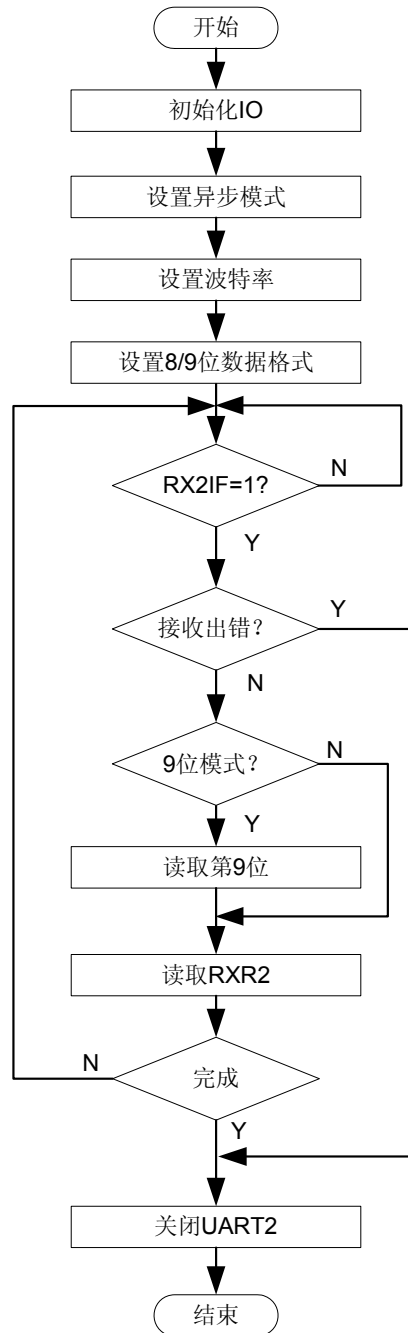 开始
初始化IO
设置异步模式
设置波特率
设置8/9位数据格式
RX2IF=1?
N
Y
接收出错？
Y
N
9位模式？
N
Y
读取第9位
读取RXR2
N
完成
Y
关闭UART2
结束